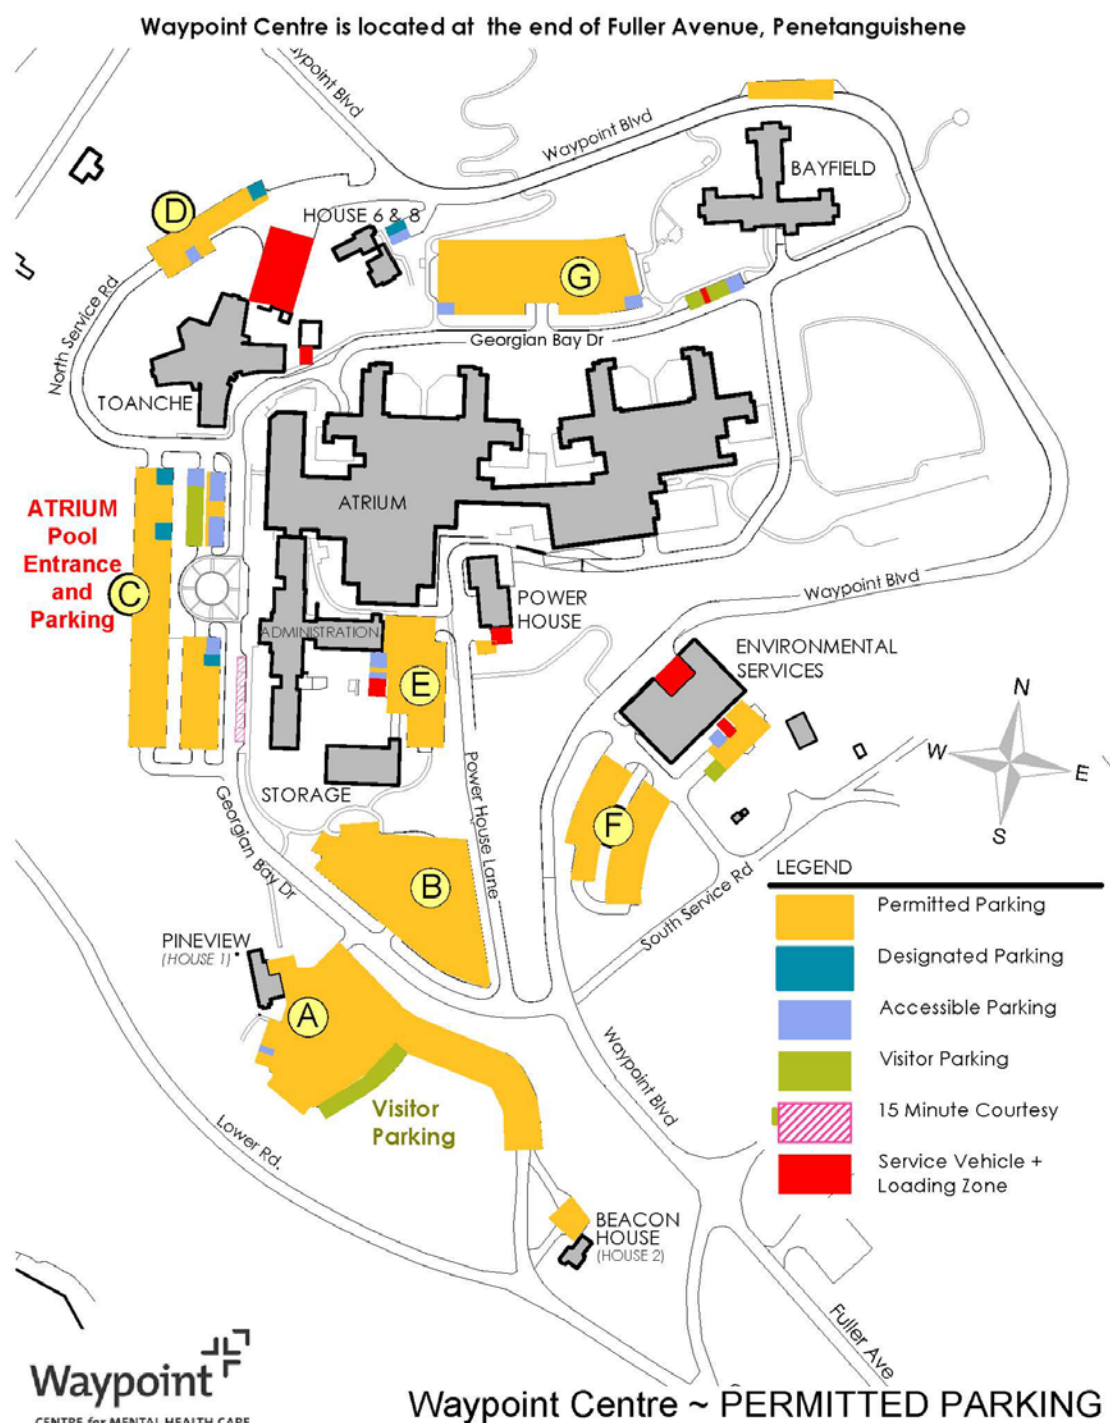 Waypoint Centre is located at the end of Fuller Avenue, Penetanguishene
Waypoint Blvd
Waypoint Blvd
BAYFIELD
D
HOUSE 6 & 8
G
North Service Rd
Georgian Bay Dr
TOANCHE
ATRIUM
Pool
Entrance
and
Parking
ATRIUM
C
Waypoint Blvd
POWER
HOUSE
ADMINISTRATION
ENVIRONMENTAL
SERVICES
E
N
W
E
S
Power House Lane
STORAGE
Georgian Bay Dr
F
B
South Service Rd
LEGEND
Permitted Parking
Designated Parking
Accessible Parking
Visitor Parking
15 Minute Courtesy
Service Vehicle +
Loading Zone
PINEVIEW
(HOUSE 1)
A
Waypoint Blvd
Visitor
Parking
Lower Rd.
BEACON
HOUSE
(HOUSE 2)
Fuller Ave
Waypoint
CENTRE for MENTAL HEALTH CARE
Waypoint Centre ~ PERMITTED PARKING